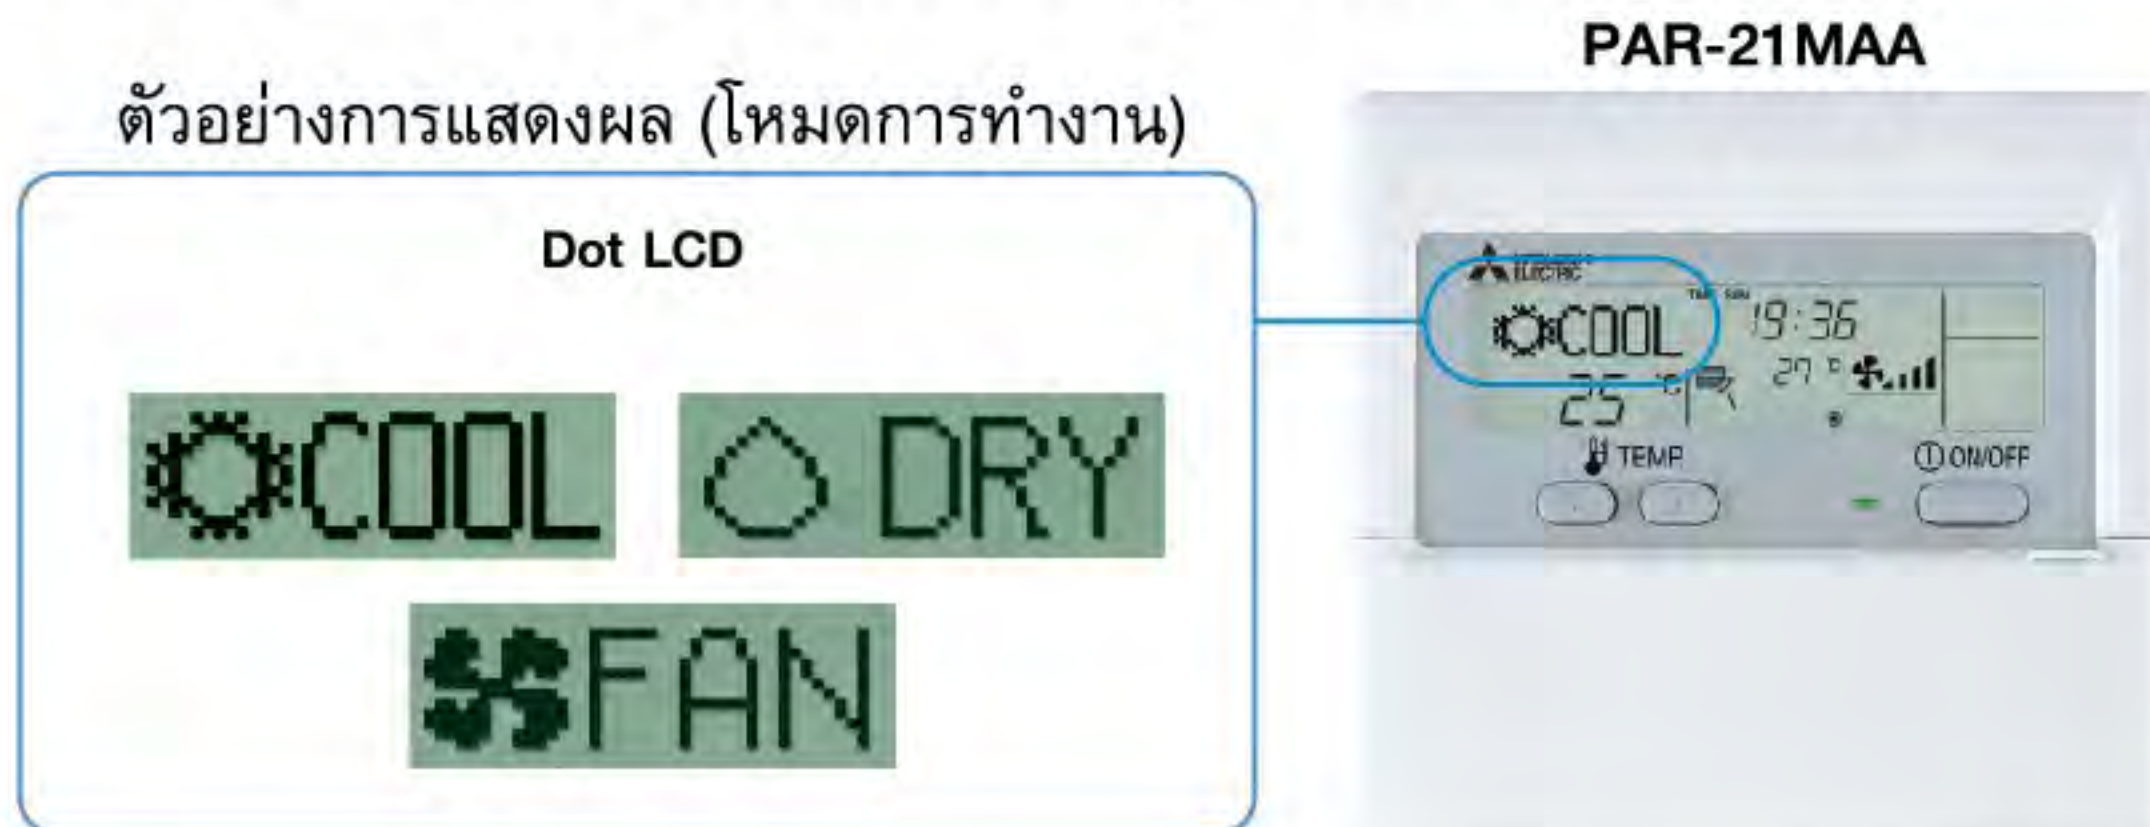 PAR-21MAA
ตัวอย่างการแสดงผล (โหมดการทำงาน)
Dot LCD
COOL
DRY
FAN
ELECTRIC
COOL
19:36
25 °C
27 °C
TEMP.
ON/OFF